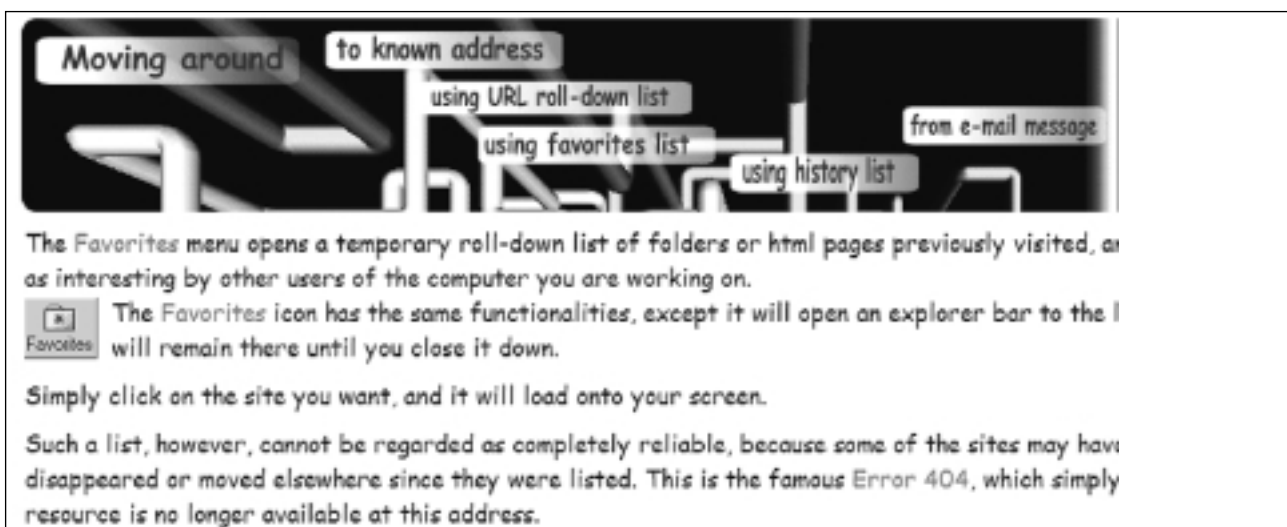 Moving around
to known address
using URL roll-down list
using favorites list
from e-mail message
using history list
The Favorites menu opens a temporary roll-down list of folders or html pages previously visited,
as interesting by other users of the computer you are working on.
The Favorites icon has the same functionalities, except it will open an explorer bar to the
Favorites
will remain there until you close it down.
Simply click on the site you want, and it will load onto your screen.
Such a list, however, cannot be regarded as completely reliable, because some of the sites may have
disappeared or moved elsewhere since they were listed. This is the famous Error 404, which simply
resource is no longer available at this address.